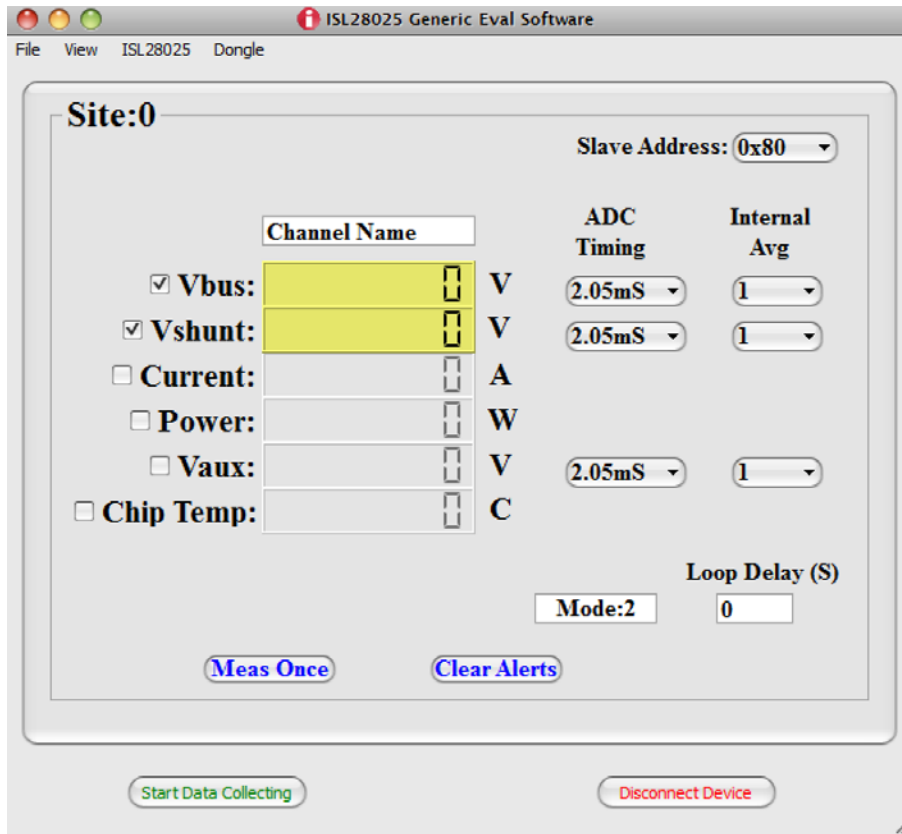 ISL28025 Generic Eval Software
File View ISL28025 Dongle
Site:0
Slave Address: 0x80
Channel Name
ADC Timing
Internal Avg
Vbus: 0 V 2.05mS 1
Vshunt: 0 V 2.05mS 1
Current: 0 A
Power: 0 W
Vaux: 0 V 2.05mS 1
Chip Temp: 0 C
Loop Delay (S)
Mode:2 0
Meas Once Clear Alerts
Start Data Collecting Disconnect Device